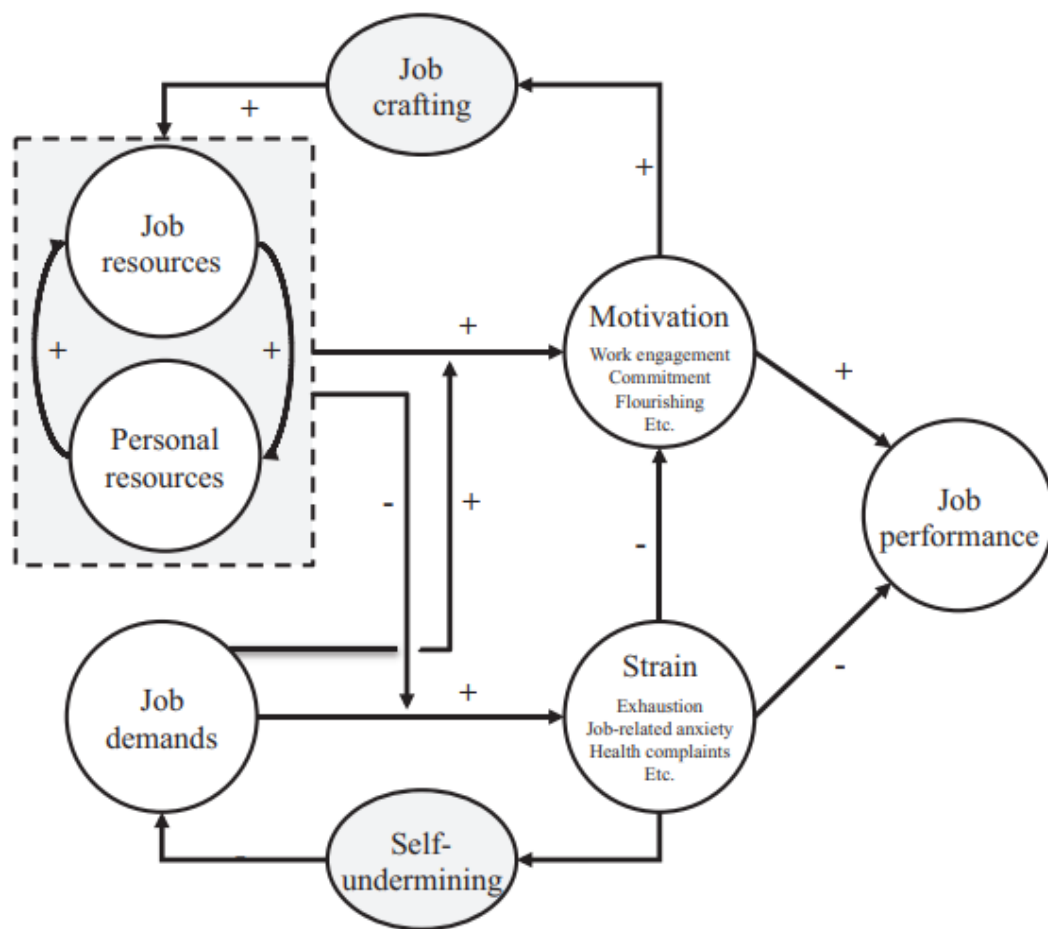 Job
crafting
+
+
Job
resources
+
+
Personal
resources
+
Motivation
Work engagement
Commitment
Flourishing
Etc.
+
-
+
-
Job
performance
Job
demands
+
Strain
Exhaustion
Job-related anxiety
Health complaints
Etc.
-
-
Self-
undermining